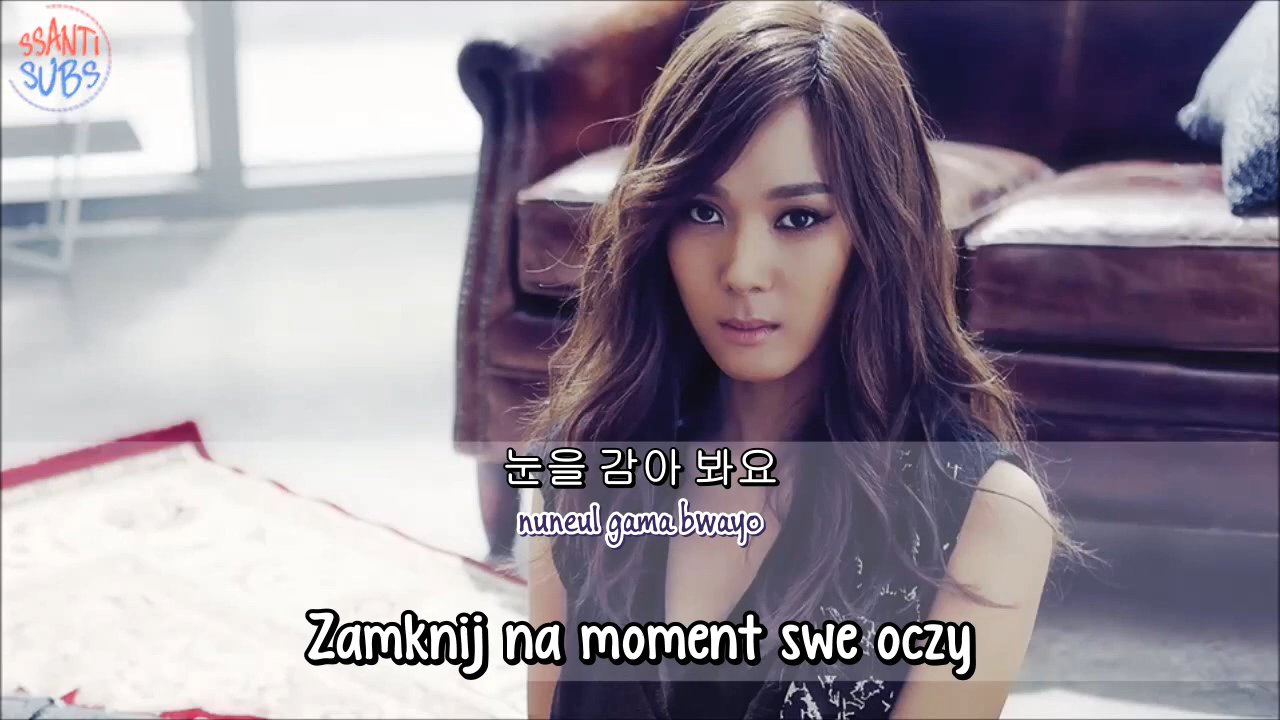 SSANTI
SUBS
눈을 감아 봐요
nuneul gama bwayo
Zamknij na moment swe oczy